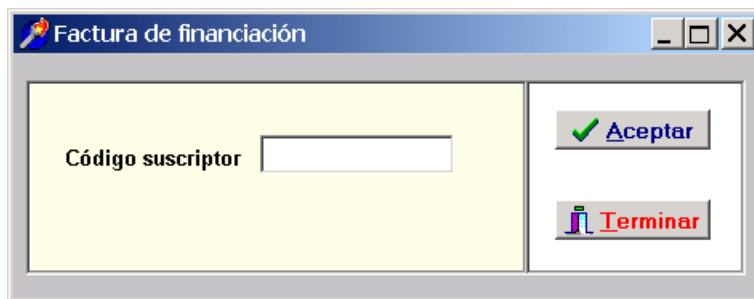 Factura de financiación
Código suscriptor
Aceptar
Terminar